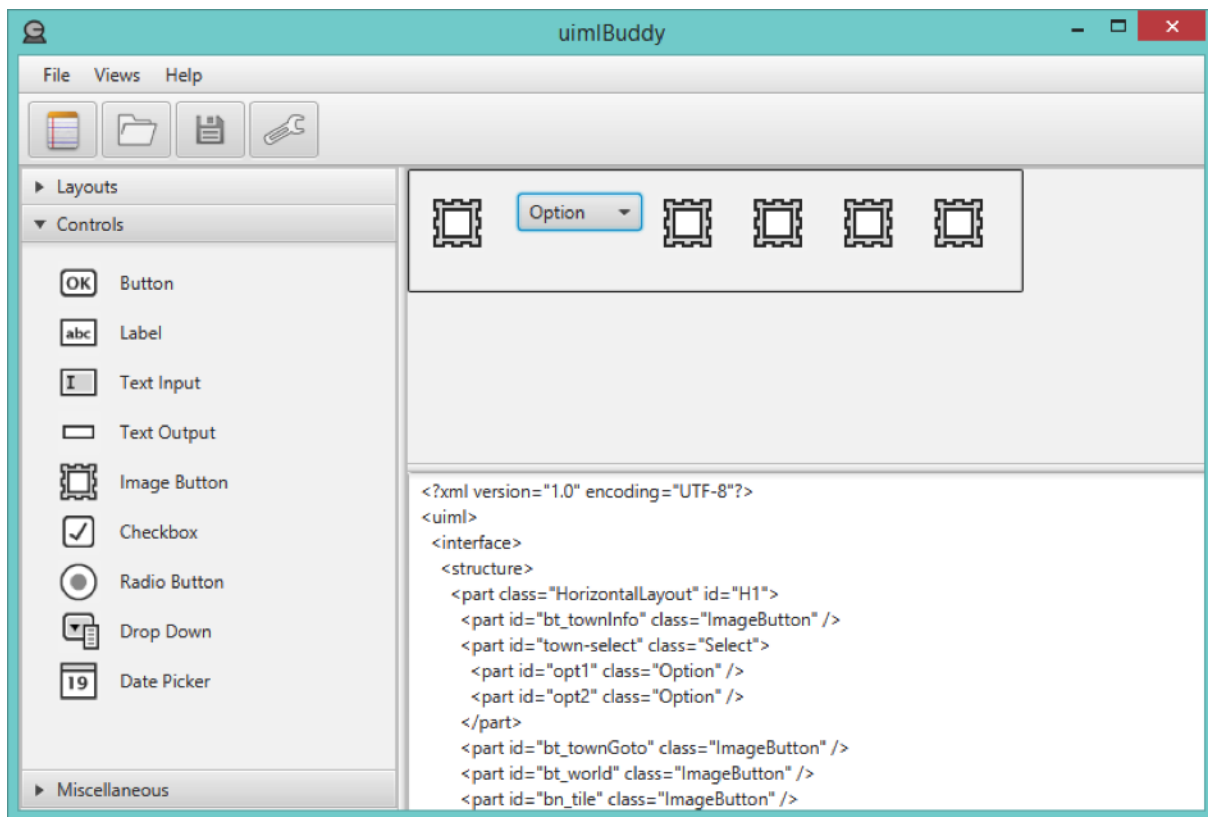 uimlBuddy
File Views Help
Layouts
Controls
OK Button
abc Label
I Text Input
Text Output
Image Button
Checkbox
Radio Button
Drop Down
19 Date Picker
Miscellaneous
Option
<?xml version="1.0" encoding="UTF-8"?>
<uiml>
<interface>
<structure>
<part class="HorizontalLayout" id="H1">
<part id="bt_townInfo" class="ImageButton" />
<part id="town-select" class="Select">
<part id="opt1" class="Option" />
<part id="opt2" class="Option" />
</part>
<part id="bt_townGoto" class="ImageButton" />
<part id="bt_world" class="ImageButton" />
<part id="bn_tile" class="ImageButton" />